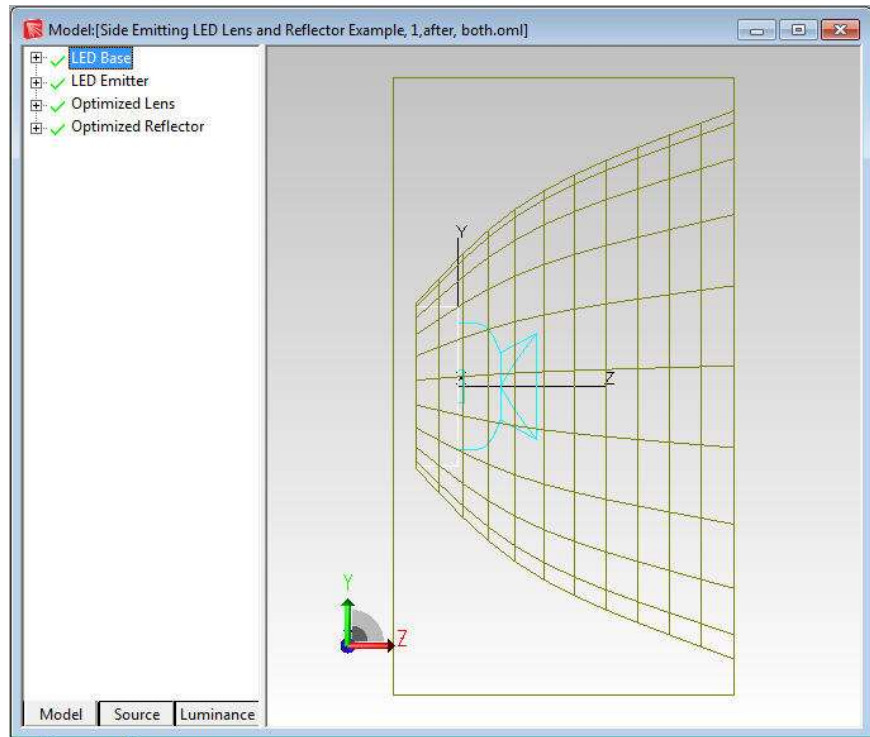 Model:[Side Emitting LED Lens and Reflector Example, 1,after, both.oml]
LED Base
LED Emitter
Optimized Lens
Optimized Reflector
Y
Z
Y
Z
Model Source Luminance